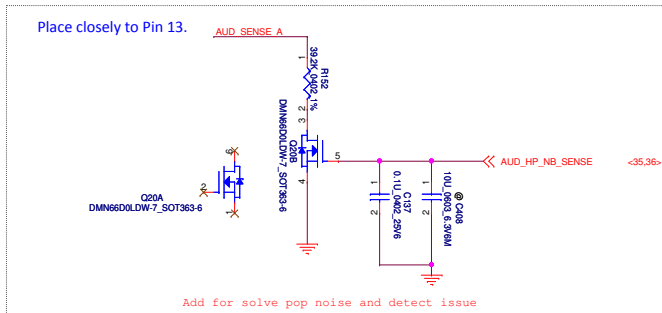 Place closely to Pin 13.
AUD_SENSE_A
1
R152
39.2K_0402_1%
2
3
Q20B
DMN66D0LDW-7_SOT363-6
5
4
6
2
1
Q20A
DMN66D0LDW-7_SOT363-6
AUD_HP_NB_SENSE
<35,36>
1
2
C137
0.1U_0402_25V6
1
2
@ C408
10U_0603_6.3V6M
Add for solve pop noise and detect issue